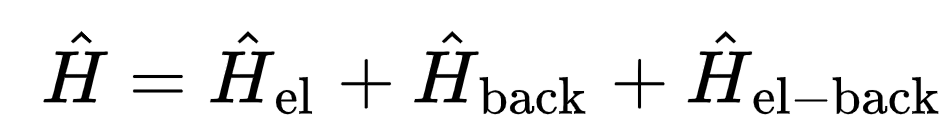 Ĥ = Ĥ_el + Ĥ_back + Ĥ_el−back